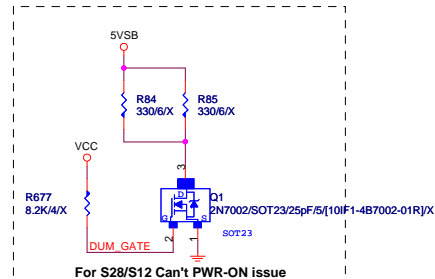 5VSB
R84
330/6/X
R85
330/6/X
VCC
R677
8.2K/4/X
3
D
Q1
2N7002/SOT23/25pF/5/[10IF1-4B7002-01R]/X
G
S
SOT23
DUM_GATE
2
1
For S28/S12 Can't PWR-ON issue